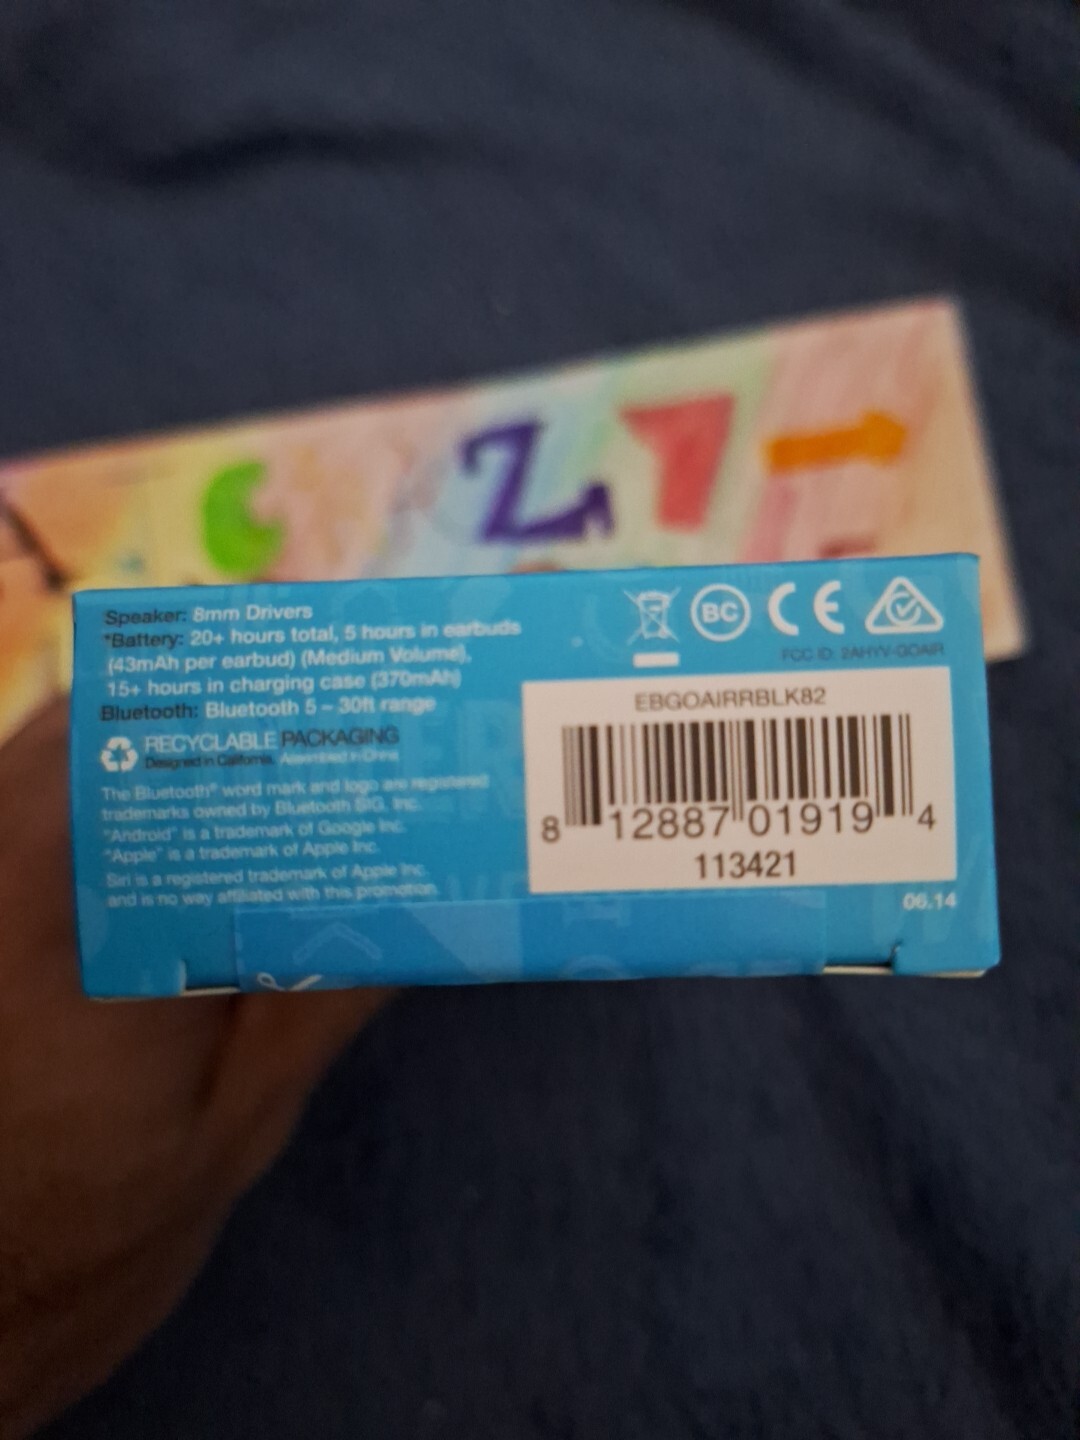 Z
Speaker: 8mm Drivers
*Battery: 20+ hours total, 5 hours in earbuds
(43mAh per earbud) (Medium Volume),
15+ hours in charging case (370mAh)
Bluetooth: Bluetooth 5 – 30ft range
RECYCLABLE PACKAGING
Designed in California. Assembled in China.
The Bluetooth® word mark and logo are registered
trademarks owned by Bluetooth SIG, Inc.
"Android" is a trademark of Google Inc.
"Apple" is a trademark of Apple Inc.
Siri is a registered trademark of Apple Inc.
and is no way affiliated with this promotion.
BC
CE
FCC ID: 2AHYV-GOAIR
EBGOAIRRBLK82
8 12887 01919 4
113421
06.14